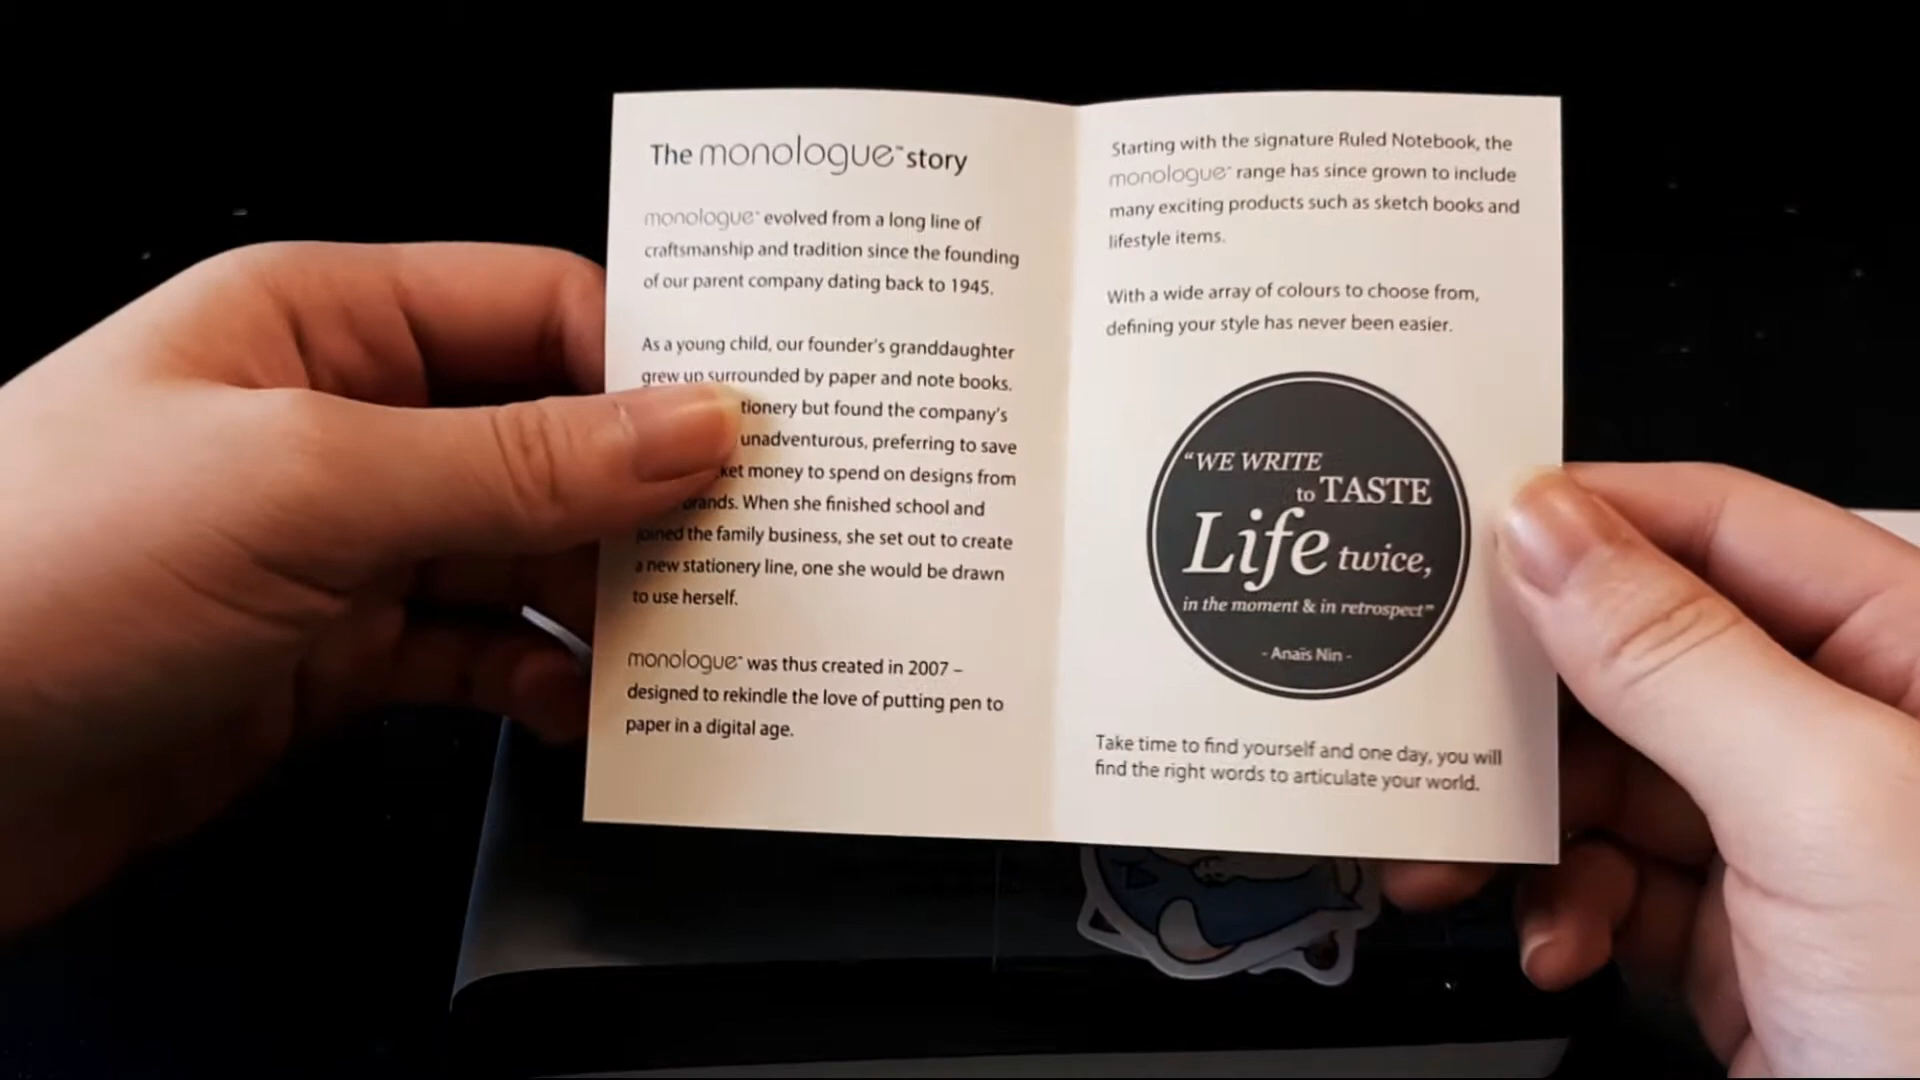 The monologue™ story
monologue™ evolved from a long line of
craftsmanship and tradition since the founding
of our parent company dating back to 1945.
As a young child, our founder's granddaughter
grew up surrounded by paper and note books.
tionery but found the company's
unadventurous, preferring to save
ket money to spend on designs from
brands. When she finished school and
joined the family business, she set out to create
a new stationery line, one she would be drawn
to use herself.
monologue™ was thus created in 2007 –
designed to rekindle the love of putting pen to
paper in a digital age.
Starting with the signature Ruled Notebook, the
monologue™ range has since grown to include
many exciting products such as sketch books and
lifestyle items.
With a wide array of colours to choose from,
defining your style has never been easier.
"WE WRITE
to TASTE
Life twice,
in the moment & in retrospect"
- Anaïs Nin -
Take time to find yourself and one day, you will
find the right words to articulate your world.